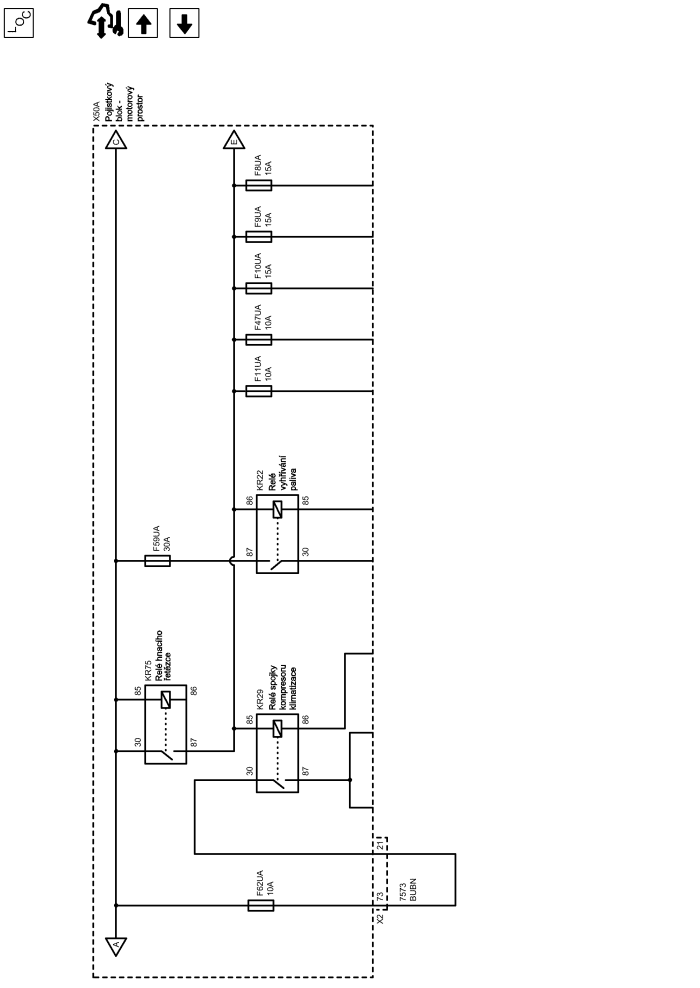 LOC
X50A
Pojistkový
blok -
motorový
prostor
C
E
F8UA
15A
F9UA
15A
F10UA
15A
F47UA
10A
F11UA
10A
KR22
Relé
vyhřívání
paliva
86
85
87
30
F59UA
30A
KR75
Relé hnacího
řetězce
85
86
30
87
KR29
Relé spojky
kompresoru
klimatizace
85
86
30
87
F62UA
10A
A
21
X2
73
7573
BUBN